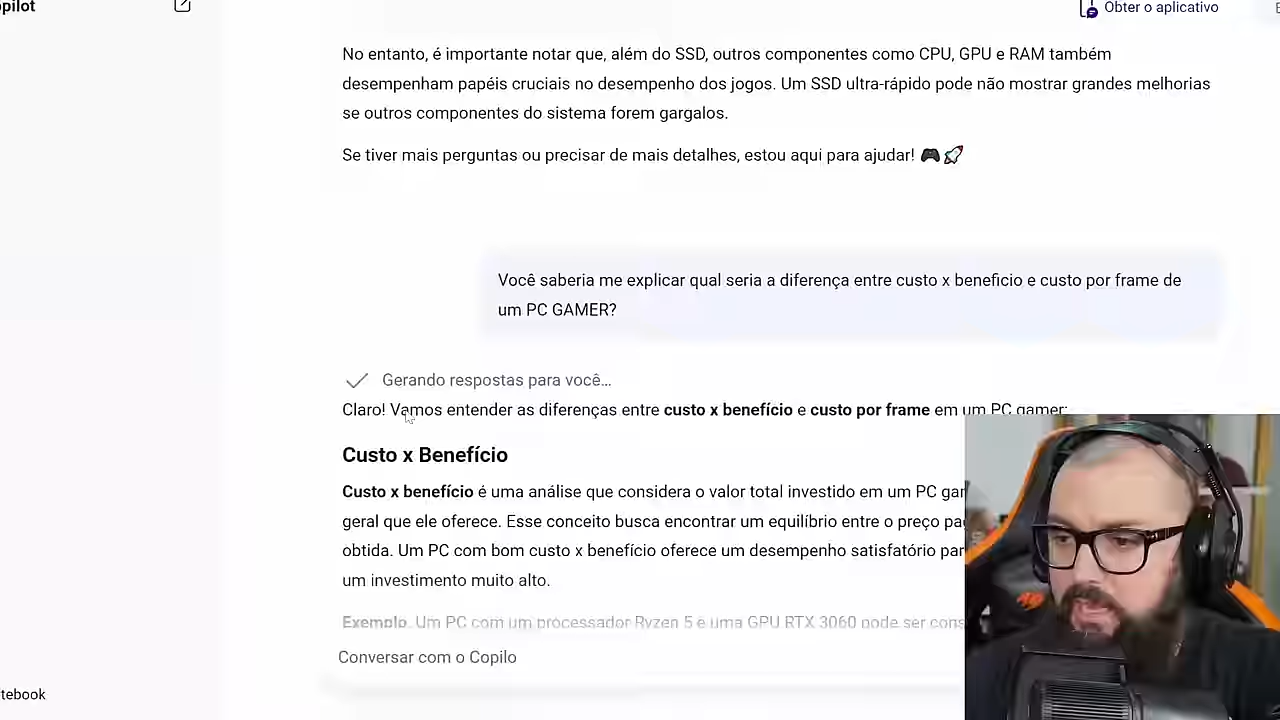 pilot
Obter o aplicativo
No entanto, é importante notar que, além do SSD, outros componentes como CPU, GPU e RAM também
desempenham papéis cruciais no desempenho dos jogos. Um SSD ultra-rápido pode não mostrar grandes melhorias
se outros componentes do sistema forem gargalos.
Se tiver mais perguntas ou precisar de mais detalhes, estou aqui para ajudar! 🎮🚀
Você saberia me explicar qual seria a diferença entre custo x beneficio e custo por frame de
um PC GAMER?
Gerando respostas para você…
Claro! Vamos entender as diferenças entre custo x benefício e custo por frame em um PC gamer:
Custo x Benefício
Custo x benefício é uma análise que considera o valor total investido em um PC gar
geral que ele oferece. Esse conceito busca encontrar um equilíbrio entre o preço pa
obtida. Um PC com bom custo x benefício oferece um desempenho satisfatório par
um investimento muito alto.
Exemplo. Um PC com um processador Ryzen 5 e uma GPU RTX 3060 pode ser cons
Conversar com o Copilo
tebook